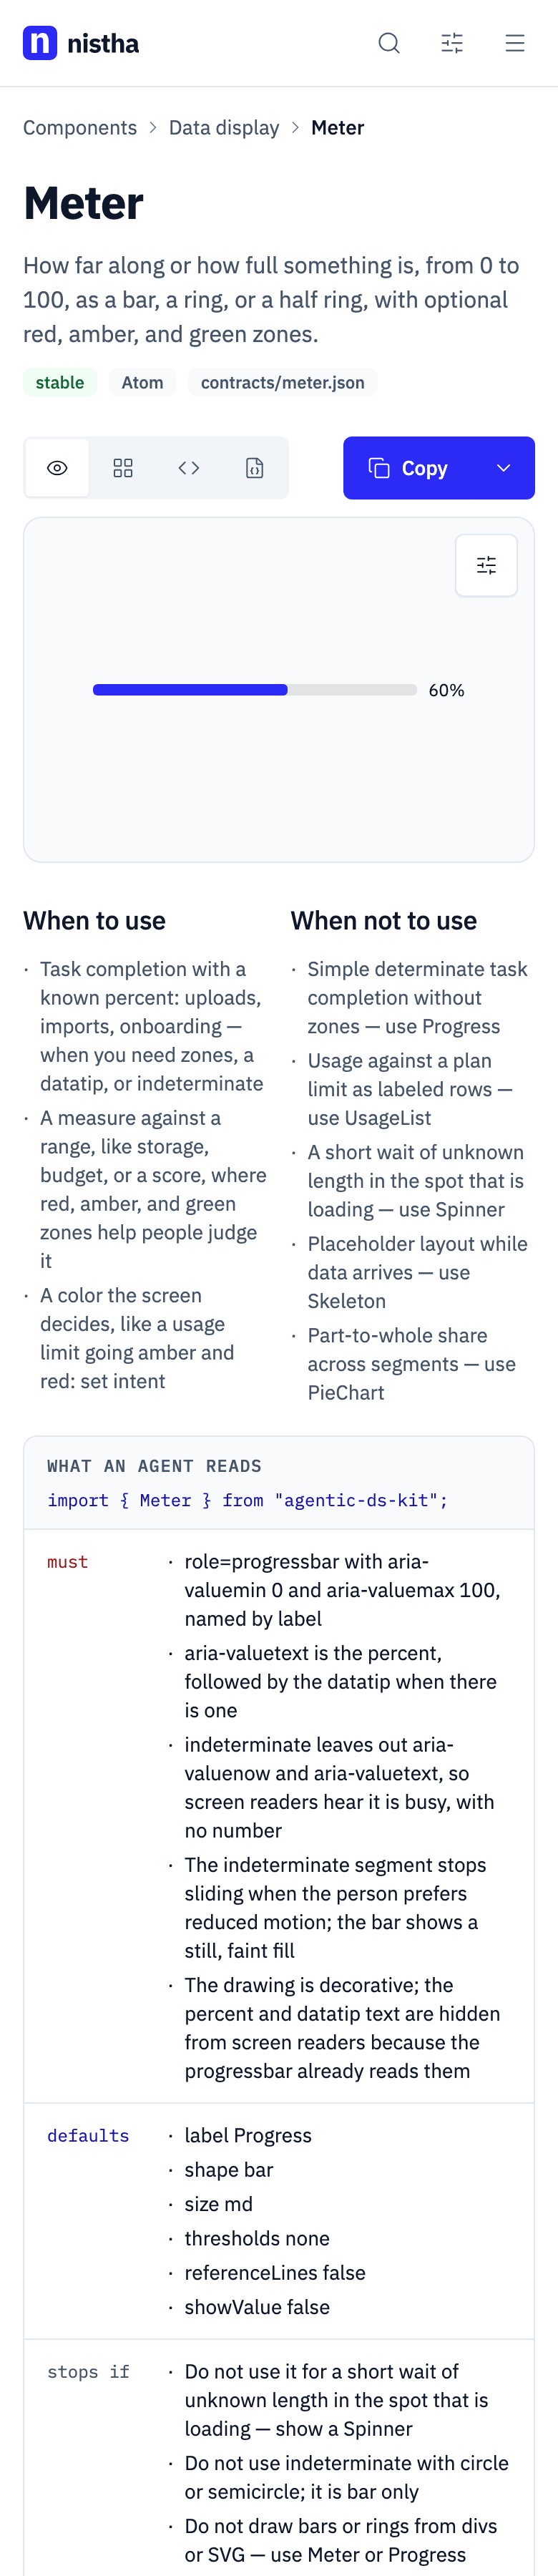 n nistha
Components > Data display > Meter
Meter
How far along or how full something is, from 0 to
100, as a bar, a ring, or a half ring, with optional
red, amber, and green zones.
stable Atom contracts/meter.json
Copy
60%
When to use
· Task completion with a
known percent: uploads,
imports, onboarding —
when you need zones, a
datatip, or indeterminate
· A measure against a
range, like storage,
budget, or a score, where
red, amber, and green
zones help people judge
it
· A color the screen
decides, like a usage
limit going amber and
red: set intent
When not to use
· Simple determinate task
completion without
zones — use Progress
· Usage against a plan
limit as labeled rows —
use UsageList
· A short wait of unknown
length in the spot that is
loading — use Spinner
· Placeholder layout while
data arrives — use
Skeleton
· Part-to-whole share
across segments — use
PieChart
WHAT AN AGENT READS
import { Meter } from "agentic-ds-kit";
must
· role=progressbar with aria-
valuemin 0 and aria-valuemax 100,
named by label
· aria-valuetext is the percent,
followed by the datatip when there
is one
· indeterminate leaves out aria-
valuenow and aria-valuetext, so
screen readers hear it is busy, with
no number
· The indeterminate segment stops
sliding when the person prefers
reduced motion; the bar shows a
still, faint fill
· The drawing is decorative; the
percent and datatip text are hidden
from screen readers because the
progressbar already reads them
defaults
· label Progress
· shape bar
· size md
· thresholds none
· referenceLines false
· showValue false
stops if
· Do not use it for a short wait of
unknown length in the spot that is
loading — show a Spinner
· Do not use indeterminate with circle
or semicircle; it is bar only
· Do not draw bars or rings from divs
or SVG — use Meter or Progress